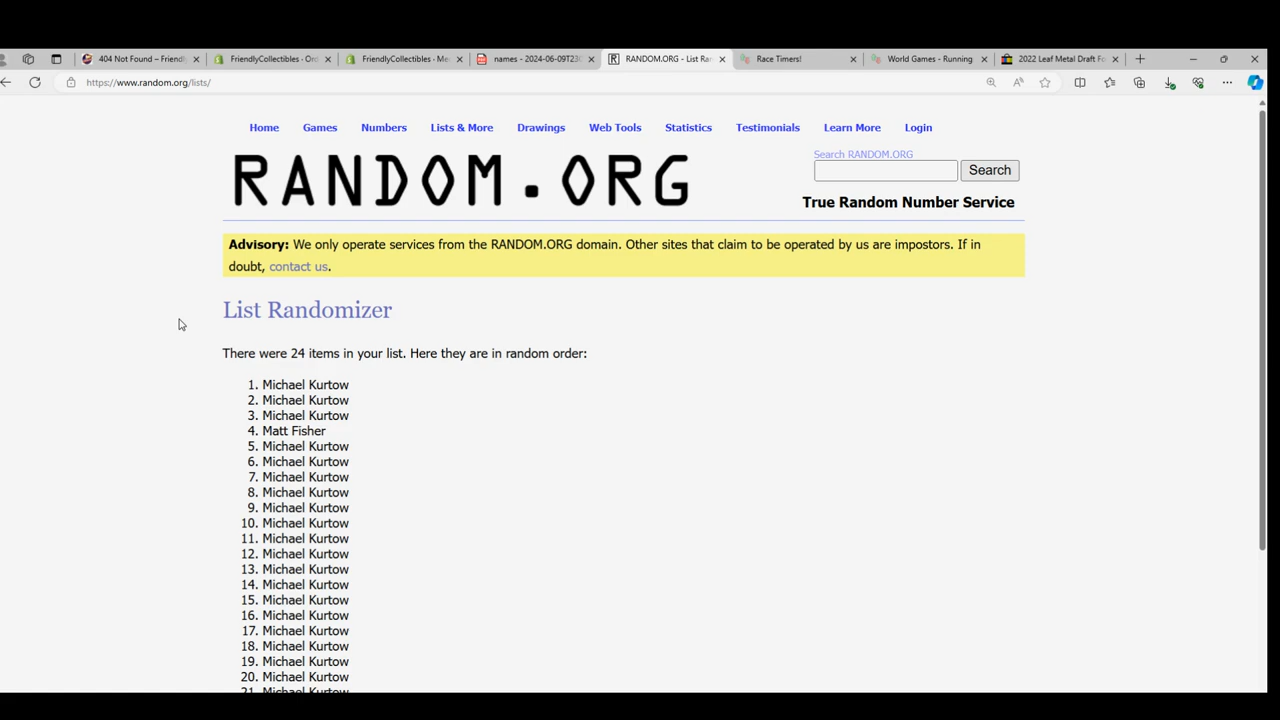 404 Not Found – Friendly
FriendlyCollectibles · Ord
FriendlyCollectibles · Me
names - 2024-06-09T230
RANDOM.ORG - List Ran
Race Timers!
World Games - Running
2022 Leaf Metal Draft Fo
https://www.random.org/lists/
Home Games Numbers Lists & More Drawings Web Tools Statistics Testimonials Learn More Login
RANDOM.ORG
Search RANDOM.ORG
Search
True Random Number Service
Advisory: We only operate services from the RANDOM.ORG domain. Other sites that claim to be operated by us are impostors. If in
doubt, contact us.
List Randomizer
There were 24 items in your list. Here they are in random order:
1. Michael Kurtow
2. Michael Kurtow
3. Michael Kurtow
4. Matt Fisher
5. Michael Kurtow
6. Michael Kurtow
7. Michael Kurtow
8. Michael Kurtow
9. Michael Kurtow
10. Michael Kurtow
11. Michael Kurtow
12. Michael Kurtow
13. Michael Kurtow
14. Michael Kurtow
15. Michael Kurtow
16. Michael Kurtow
17. Michael Kurtow
18. Michael Kurtow
19. Michael Kurtow
20. Michael Kurtow
21. Michael Kurtow